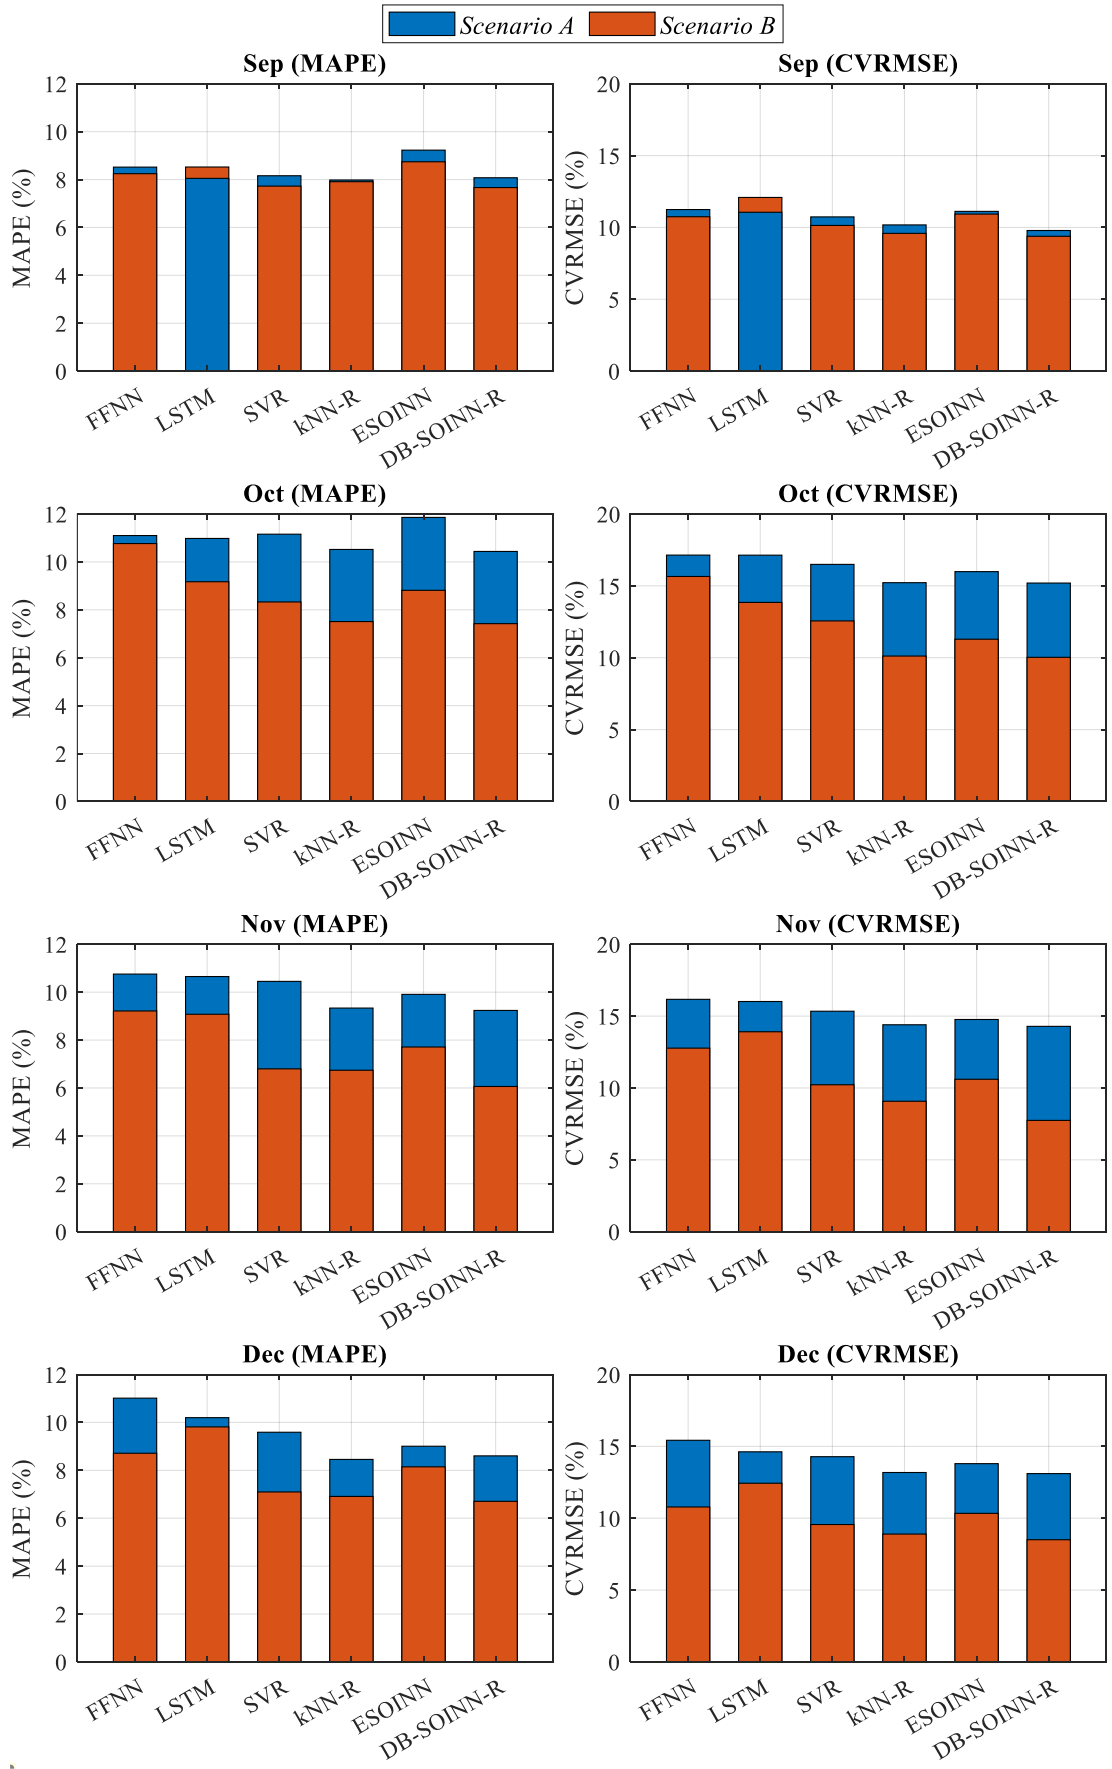 Scenario A Scenario B
Sep (MAPE)
MAPE (%)
12
10
8
6
4
2
0
FFNN
LSTM
SVR
kNN-R
ESOINN
DB-SOINN-R
Sep (CVRMSE)
CVRMSE (%)
20
15
10
5
0
FFNN
LSTM
SVR
kNN-R
ESOINN
DB-SOINN-R
Oct (MAPE)
MAPE (%)
12
10
8
6
4
2
0
FFNN
LSTM
SVR
kNN-R
ESOINN
DB-SOINN-R
Oct (CVRMSE)
CVRMSE (%)
20
15
10
5
0
FFNN
LSTM
SVR
kNN-R
ESOINN
DB-SOINN-R
Nov (MAPE)
MAPE (%)
12
10
8
6
4
2
0
FFNN
LSTM
SVR
kNN-R
ESOINN
DB-SOINN-R
Nov (CVRMSE)
CVRMSE (%)
20
15
10
5
0
FFNN
LSTM
SVR
kNN-R
ESOINN
DB-SOINN-R
Dec (MAPE)
MAPE (%)
12
10
8
6
4
2
0
FFNN
LSTM
SVR
kNN-R
ESOINN
DB-SOINN-R
Dec (CVRMSE)
CVRMSE (%)
20
15
10
5
0
FFNN
LSTM
SVR
kNN-R
ESOINN
DB-SOINN-R